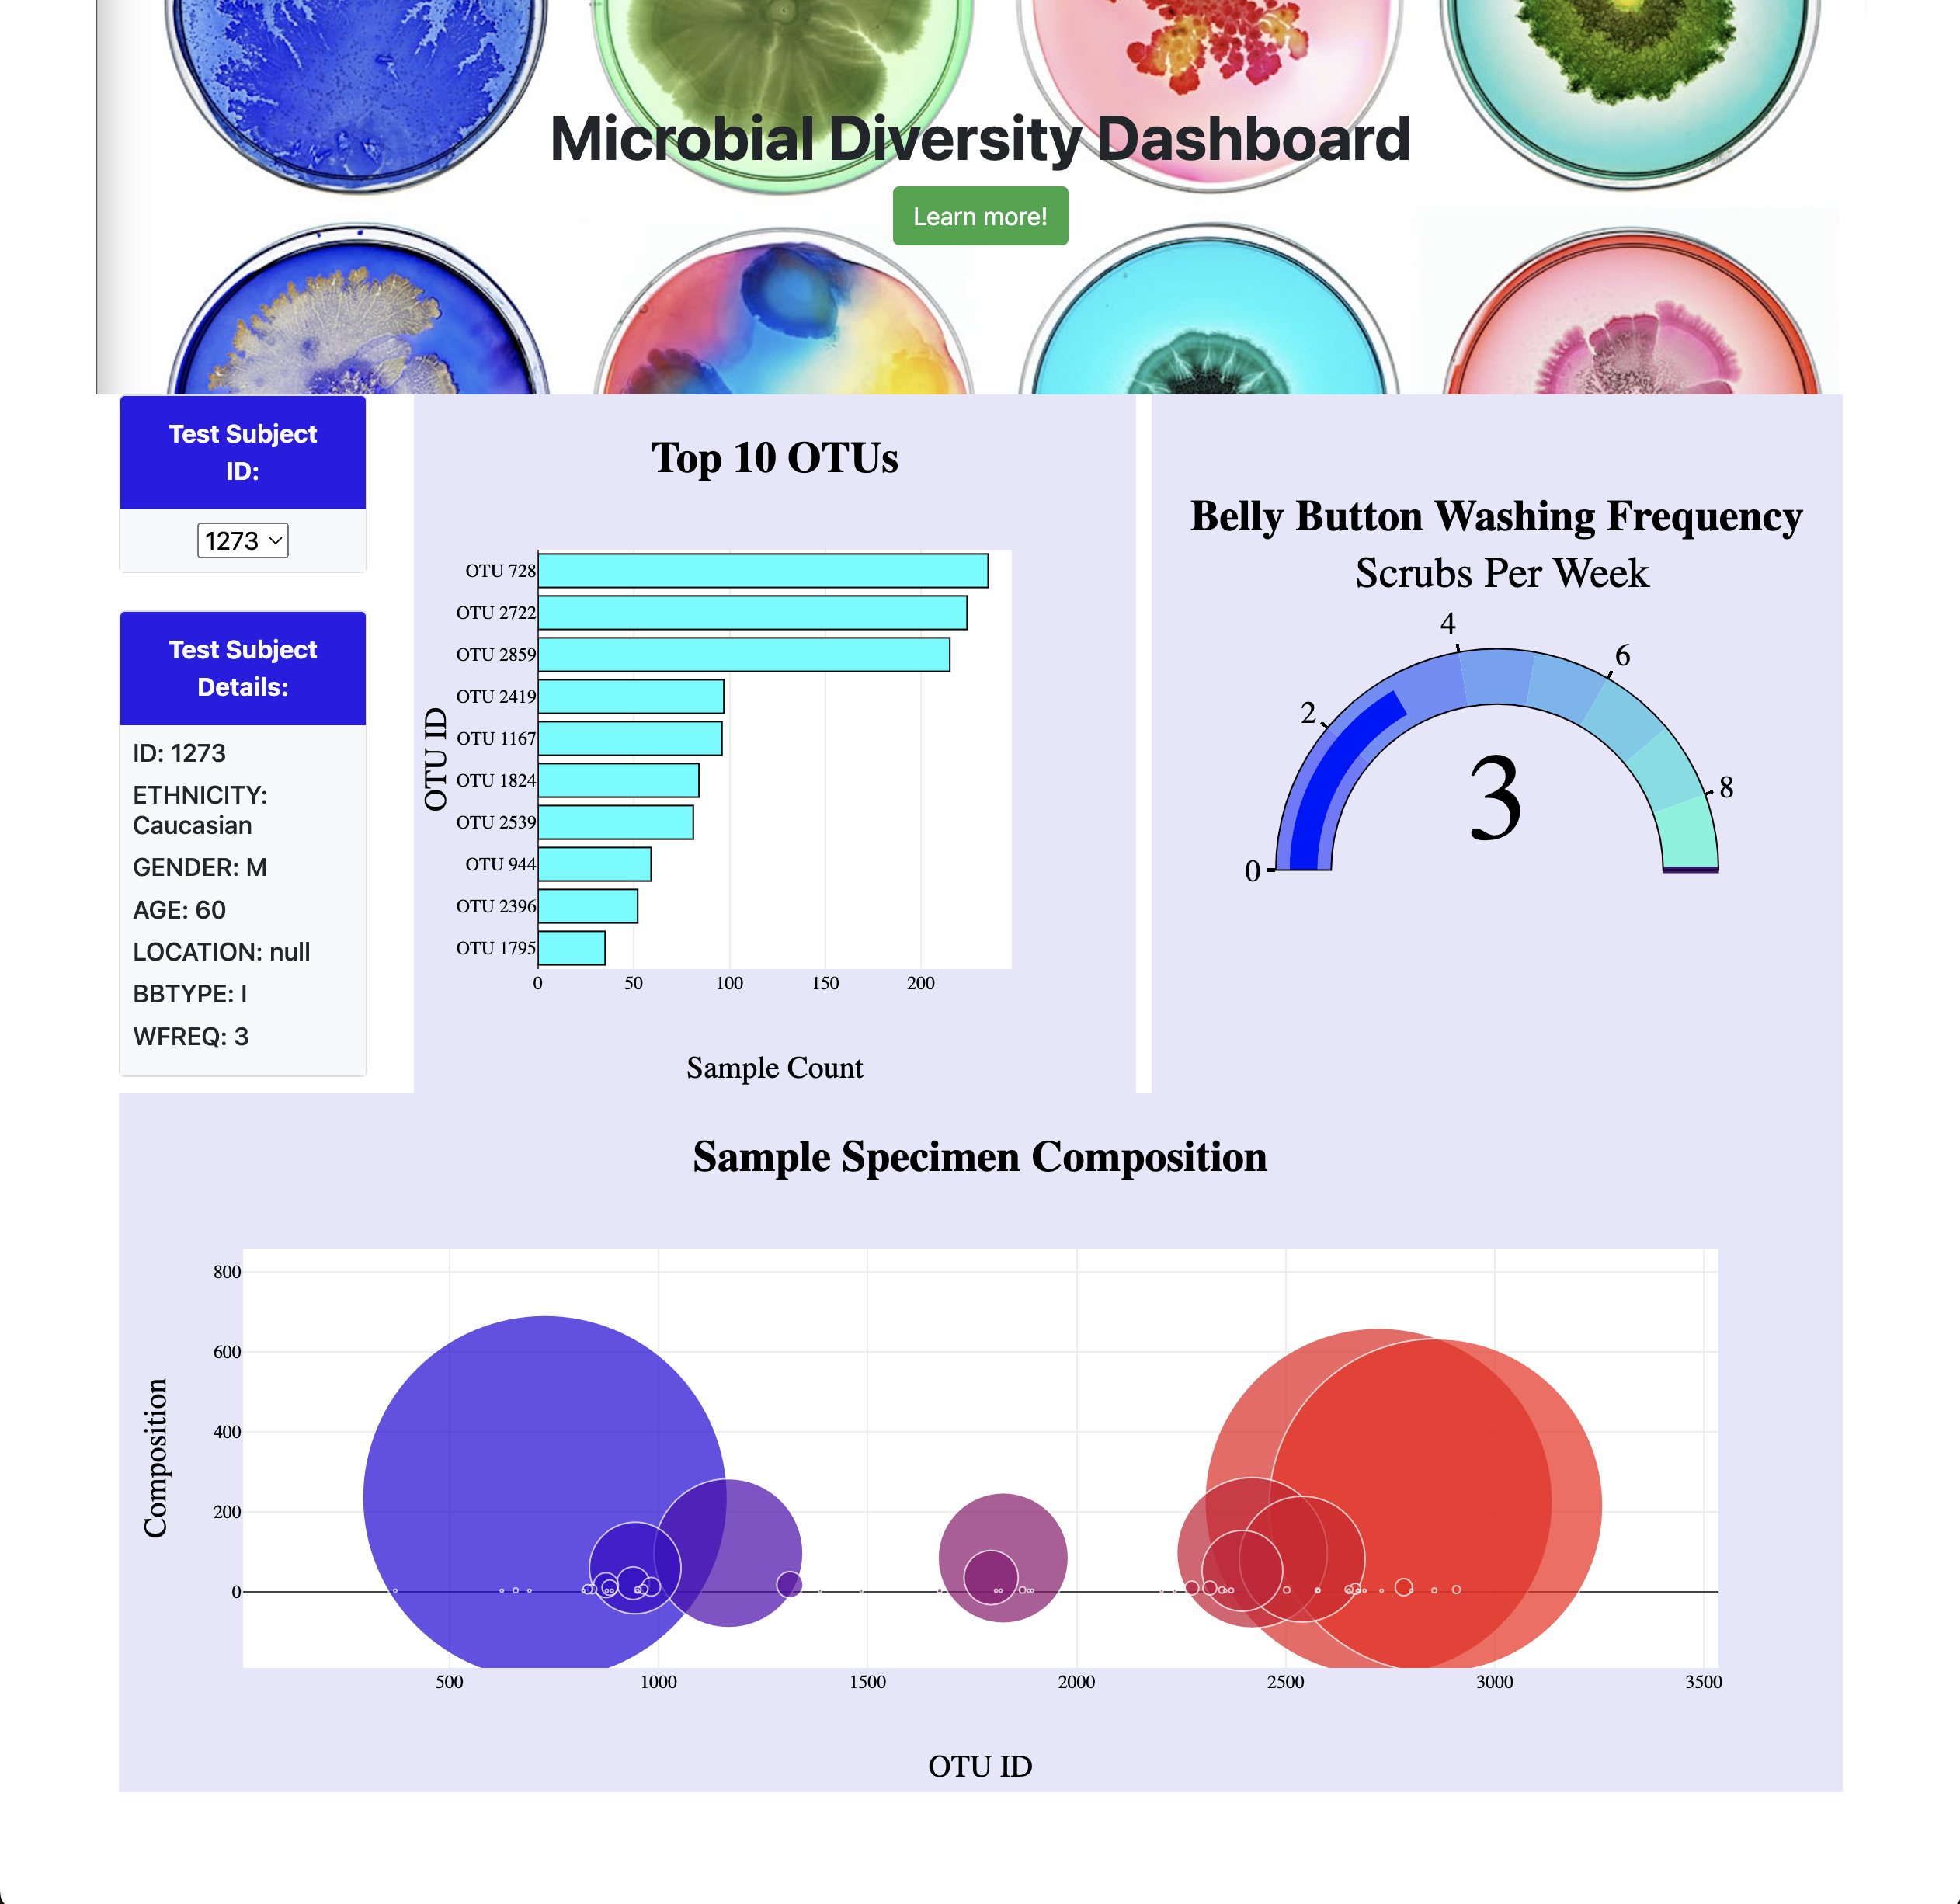 Microbial Diversity Dashboard
Learn more!
Test Subject
ID:
1273
Test Subject
Details:
ID: 1273
ETHNICITY:
Caucasian
GENDER: M
AGE: 60
LOCATION: null
BBTYPE: I
WFREQ: 3
Top 10 OTUs
OTU ID
OTU 728
OTU 2722
OTU 2859
OTU 2419
OTU 1167
OTU 1824
OTU 2539
OTU 944
OTU 2396
OTU 1795
0 50 100 150 200
Sample Count
Belly Button Washing Frequency
Scrubs Per Week
0
2
4
6
8
3
Sample Specimen Composition
Composition
800
600
400
200
0
500 1000 1500 2000 2500 3000 3500
OTU ID